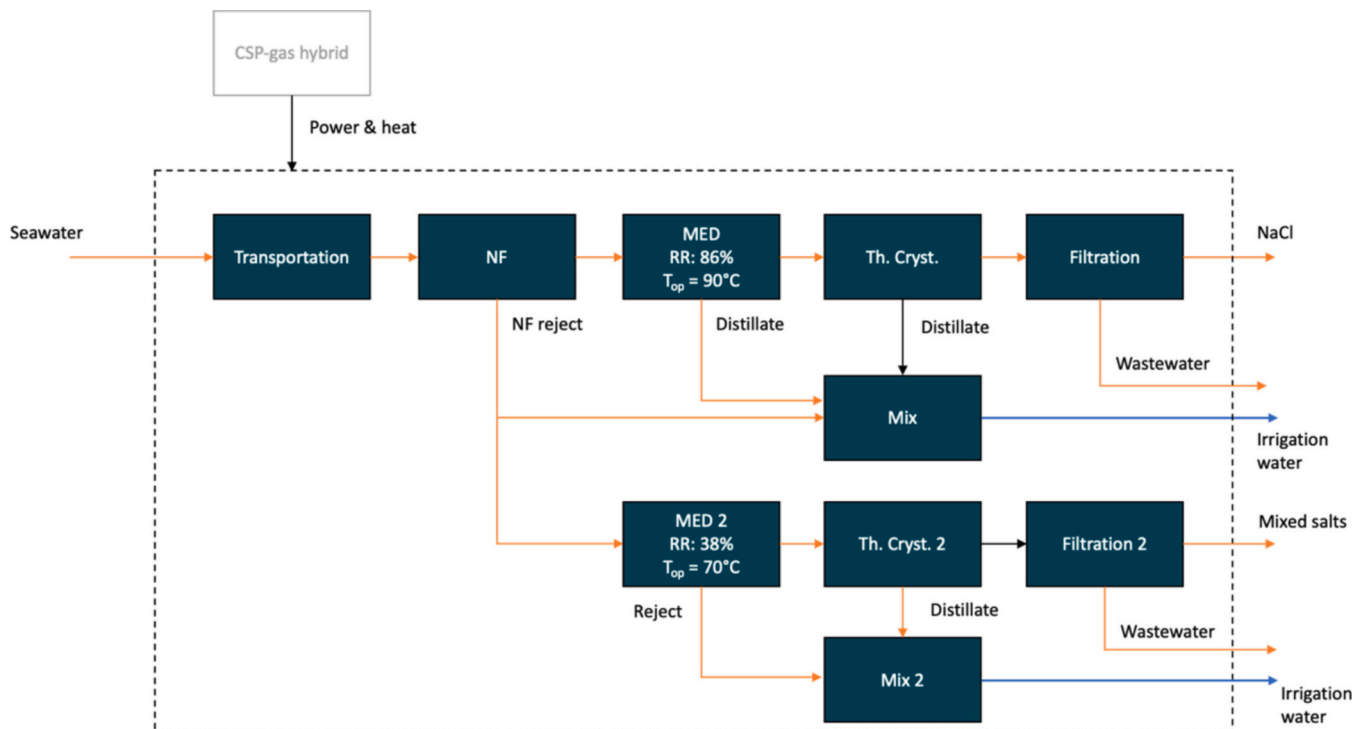 CSP-gas hybrid
Power & heat
Seawater
Transportation
NF
MED
RR: 86%
Top = 90°C
Th. Cryst.
Filtration
NaCl
NF reject
Distillate
Distillate
Wastewater
Mix
Irrigation
water
MED 2
RR: 38%
Top = 70°C
Th. Cryst. 2
Filtration 2
Mixed salts
Reject
Distillate
Wastewater
Mix 2
Irrigation
water